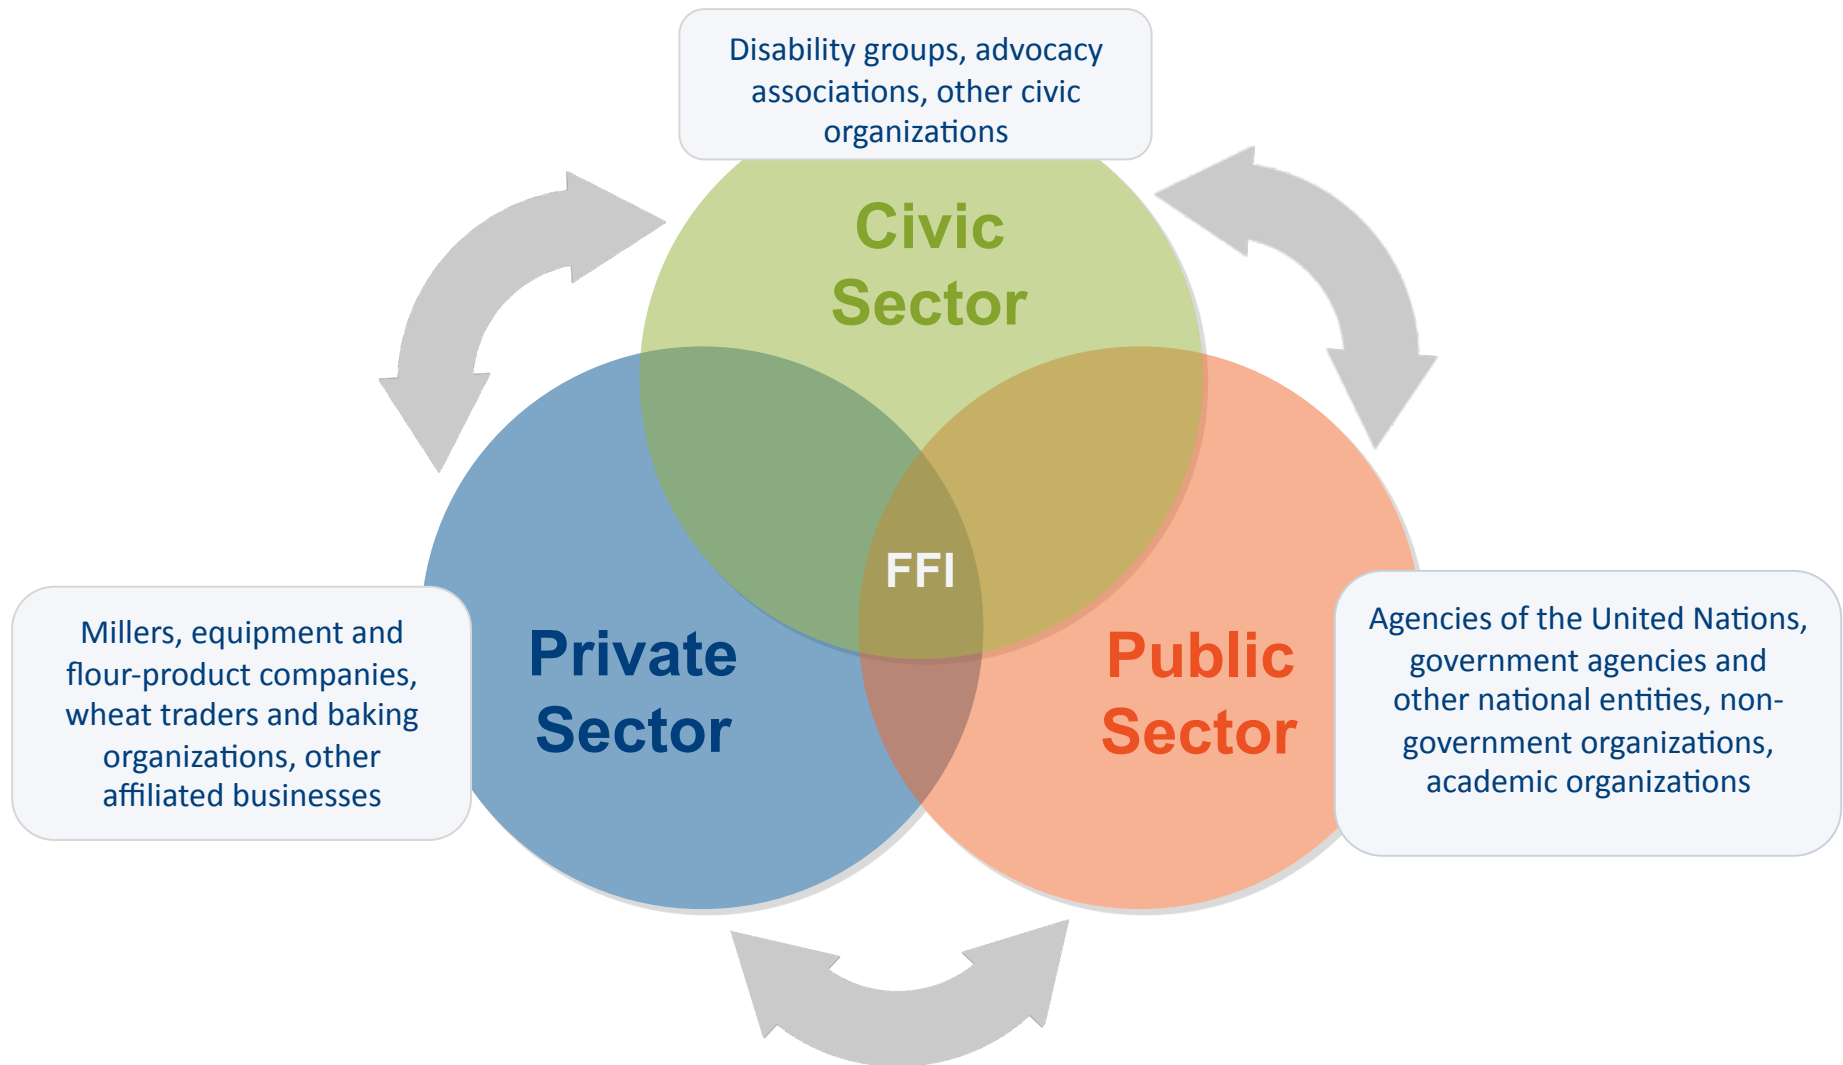 Disability groups, advocacy
associations, other civic
organizations
Civic
Sector
FFI
Private
Sector
Public
Sector
Millers, equipment and
flour-product companies,
wheat traders and baking
organizations, other
affiliated businesses
Agencies of the United Nations,
government agencies and
other national entities, non-
government organizations,
academic organizations